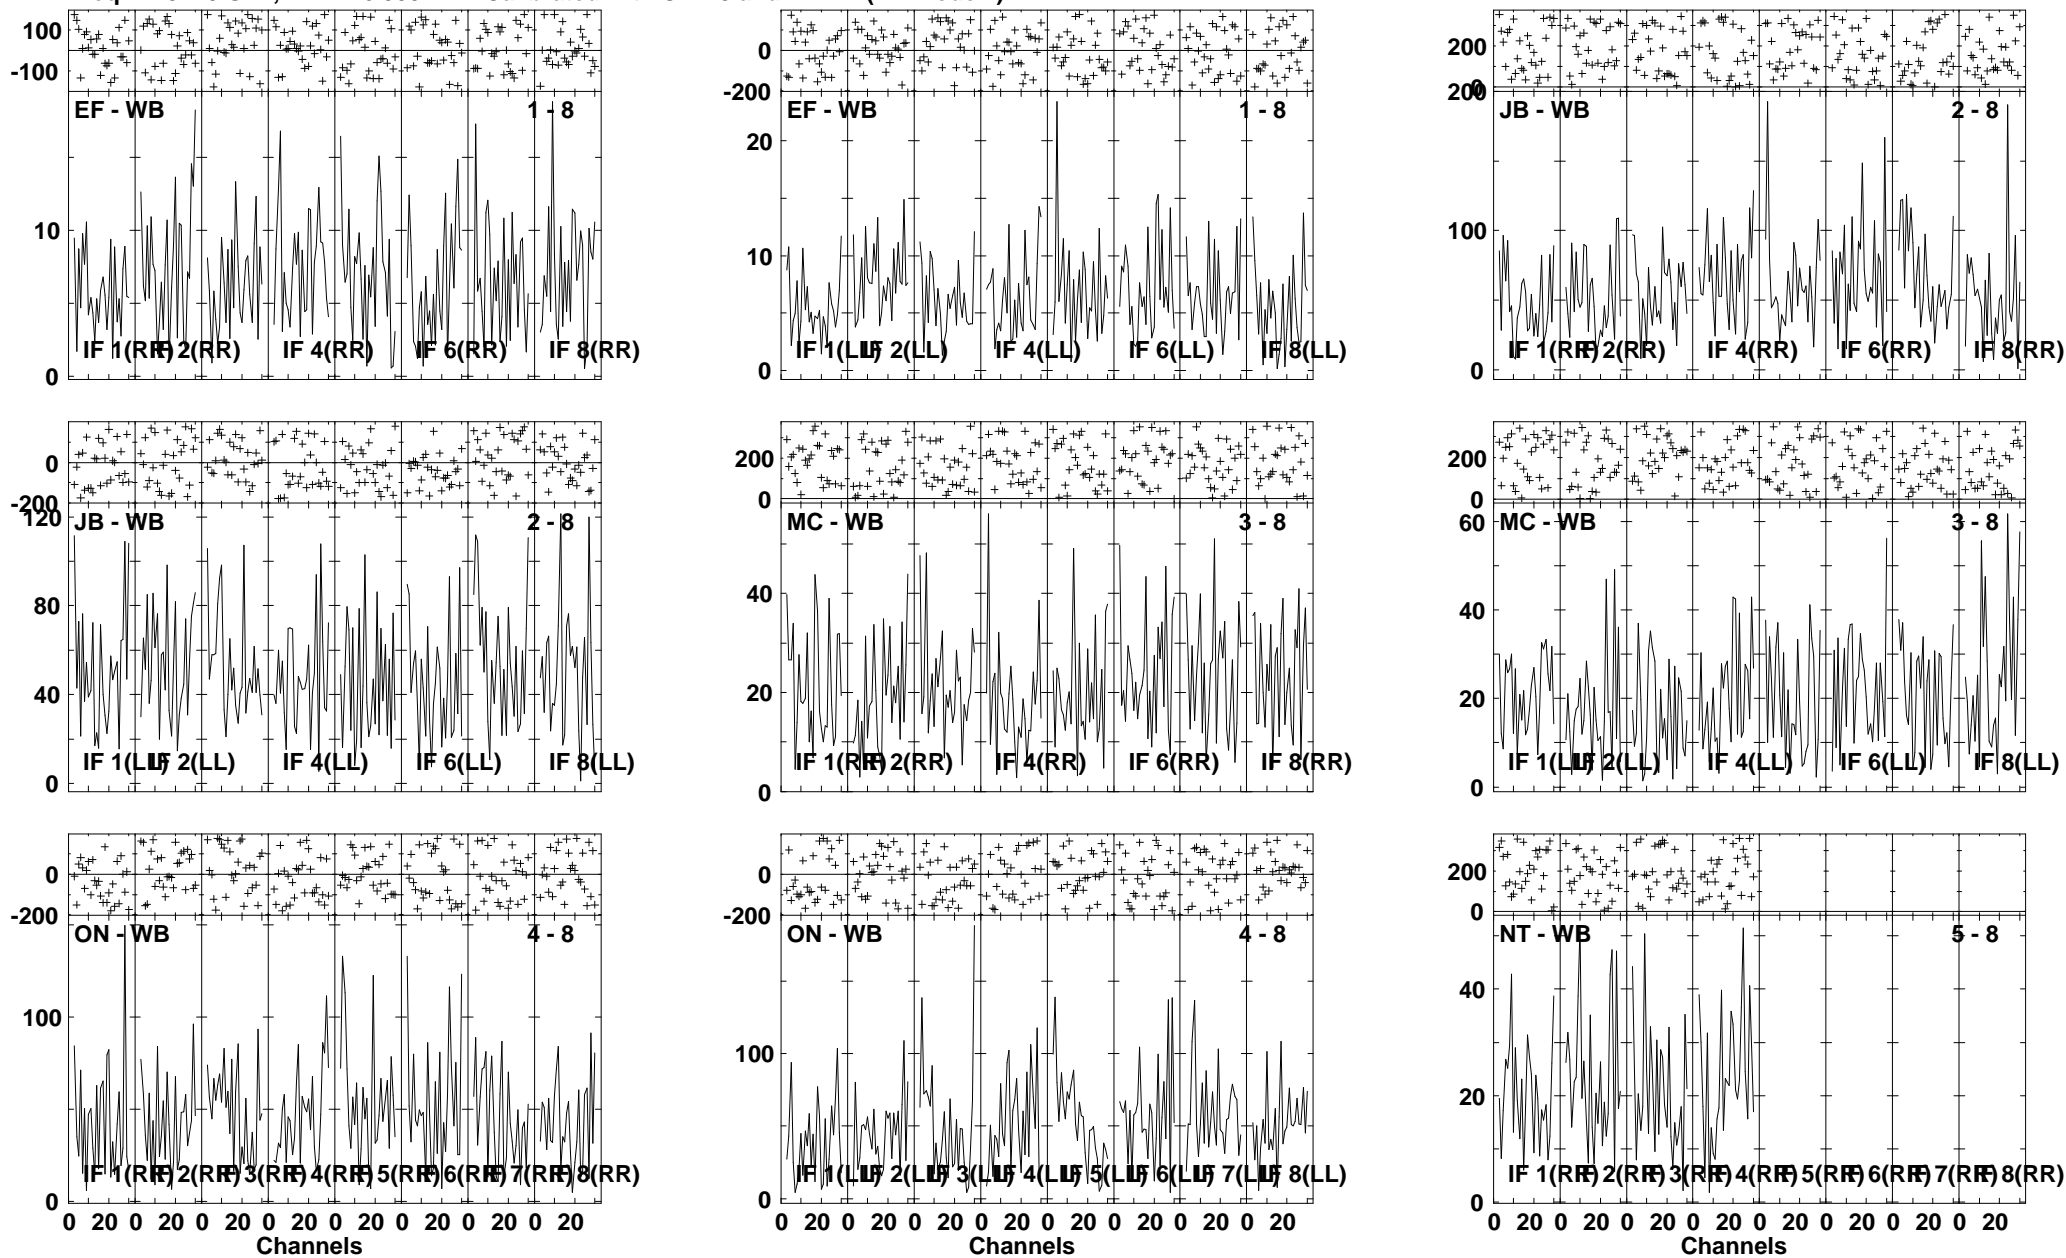 100
-100
EF - WB 1 - 8
10
0
IF 1(RR) IF 2(RR) IF 4(RR) IF 6(RR) IF 8(RR)
0
-200
EF - WB 1 - 8
20
10
0
IF 1(LL) IF 2(LL) IF 4(LL) IF 6(LL) IF 8(LL)
200
0
200
JB - WB 2 - 8
100
0
IF 1(RR) IF 2(RR) IF 4(RR) IF 6(RR) IF 8(RR)
0
-200
120
JB - WB 2 - 8
80
40
0
IF 1(LL) IF 2(LL) IF 4(LL) IF 6(LL) IF 8(LL)
200
0
MC - WB 3 - 8
40
20
0
IF 1(RR) IF 2(RR) IF 4(RR) IF 6(RR) IF 8(RR)
200
0
60
MC - WB 3 - 8
40
20
0
IF 1(LL) IF 2(LL) IF 4(LL) IF 6(LL) IF 8(LL)
0
-200
ON - WB 4 - 8
100
0
IF 1(RR) IF 2(RR) IF 3(RR) IF 4(RR) IF 5(RR) IF 6(RR) IF 7(RR) IF 8(RR)
0 20 0 20 0 20 0 20 0 20 0 20 0 20 0 20
Channels
0
-200
ON - WB 4 - 8
100
0
IF 1(LL) IF 2(LL) IF 3(LL) IF 4(LL) IF 5(LL) IF 6(LL) IF 7(LL) IF 8(LL)
0 20 0 20 0 20 0 20 0 20 0 20 0 20 0 20
Channels
200
0
NT - WB 5 - 8
40
20
0
IF 1(RR) IF 2(RR) IF 3(RR) IF 4(RR) IF 5(RR) IF 6(RR) IF 7(RR) IF 8(RR)
0 20 0 20 0 20 0 20 0 20 0 20 0 20 0 20
Channels